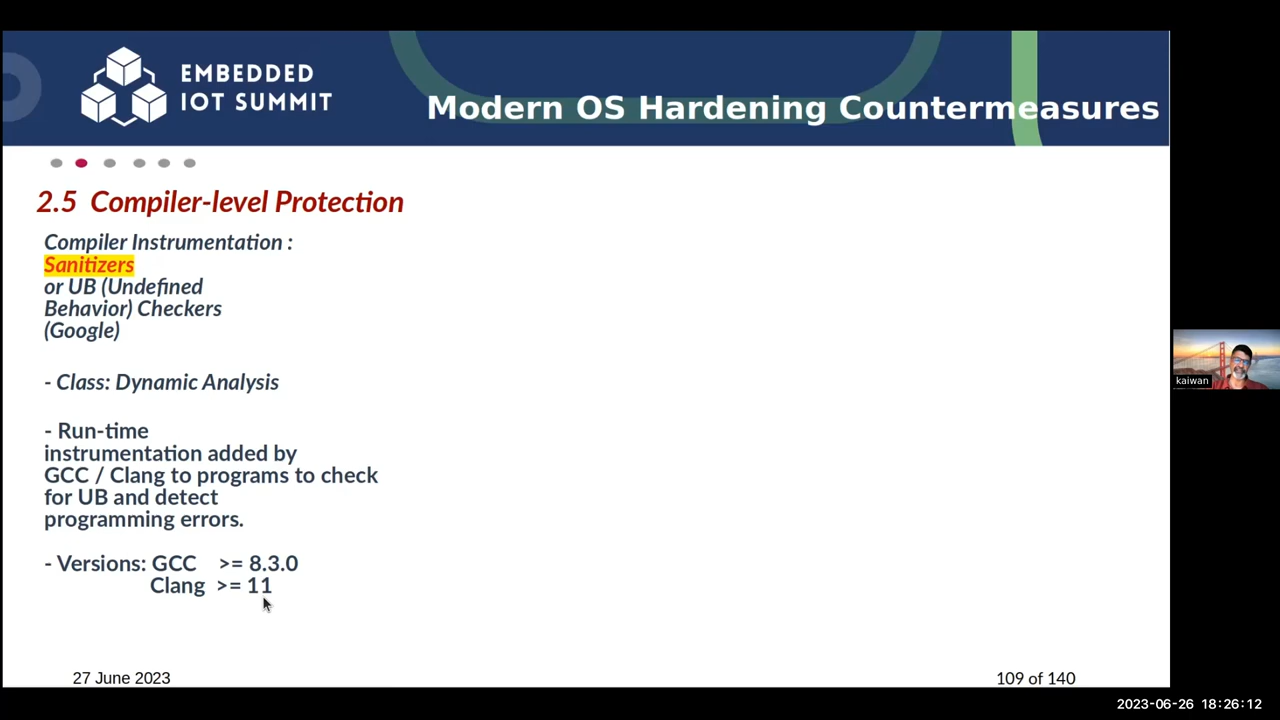 EMBEDDED
IOT SUMMIT
Modern OS Hardening Countermeasures
2.5 Compiler-level Protection
Compiler Instrumentation :
Sanitizers
or UB (Undefined
Behavior) Checkers
(Google)
- Class: Dynamic Analysis
- Run-time
instrumentation added by
GCC / Clang to programs to check
for UB and detect
programming errors.
- Versions: GCC >= 8.3.0
Clang >= 11
kaiwan
27 June 2023
109 of 140
2023-06-26 18:26:12